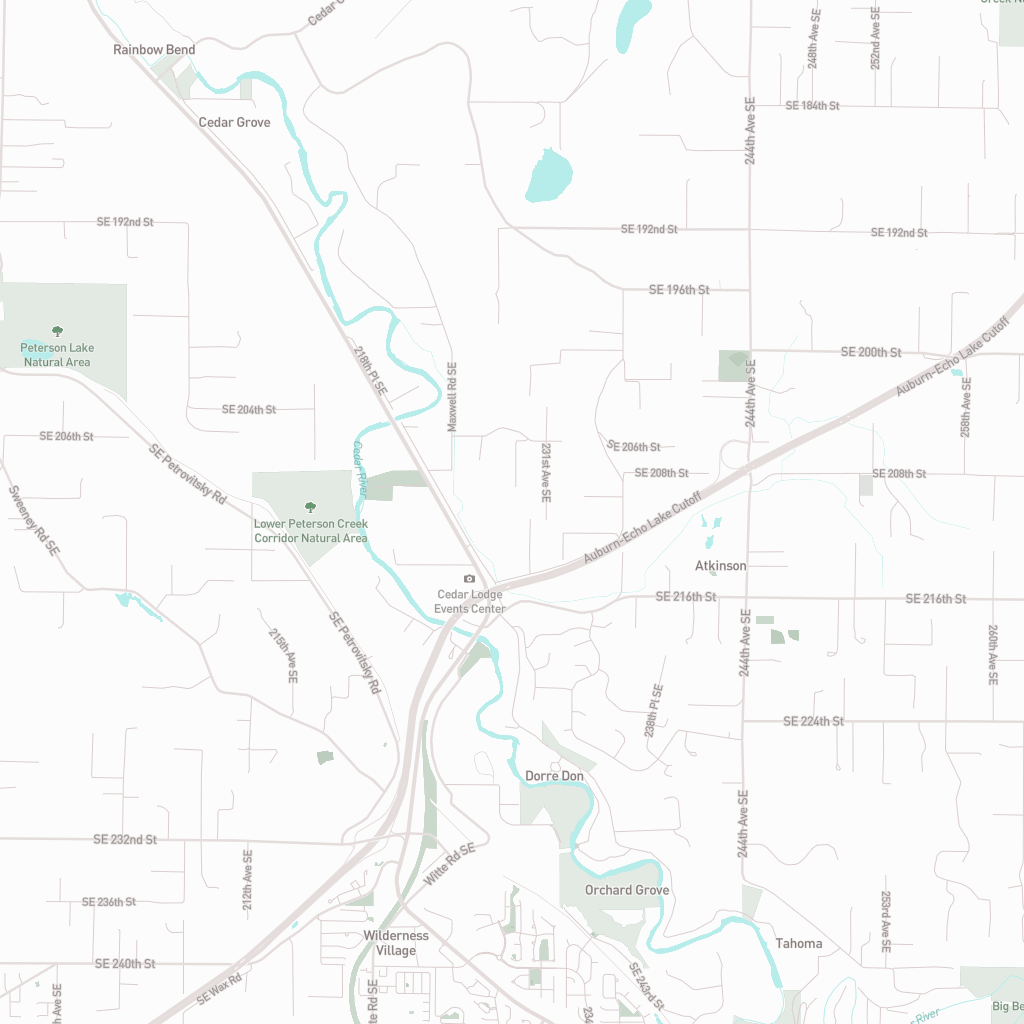 Rainbow Bend
Cedar Grove
248th Ave SE
252nd Ave SE
SE 184th St
244th Ave SE
SE 192nd St
SE 192nd St
SE 192nd St
SE 196th St
Peterson Lake
Natural Area
218th Pl SE
Maxwell Rd SE
SE 200th St
Auburn-Echo Lake Cutoff
244th Ave SE
258th Ave SE
SE 204th St
SE 206th St
SE 206th St
SE Petrovitsky Rd
Cedar River
231st Ave SE
SE 208th St
SE 208th St
Sweeney Rd SE
Lower Peterson Creek
Corridor Natural Area
Auburn-Echo Lake Cutoff
Atkinson
Cedar Lodge
Events Center
SE 216th St
SE 216th St
SE Petrovitsky Rd
215th Ave SE
244th Ave SE
260th Ave SE
238th Pl SE
SE 224th St
Dorre Don
244th Ave SE
SE 232nd St
212th Ave SE
Witte Rd SE
Orchard Grove
253rd Ave SE
SE 236th St
Wilderness
Village
Tahoma
SE 240th St
SE Wax Rd
SE 243rd St